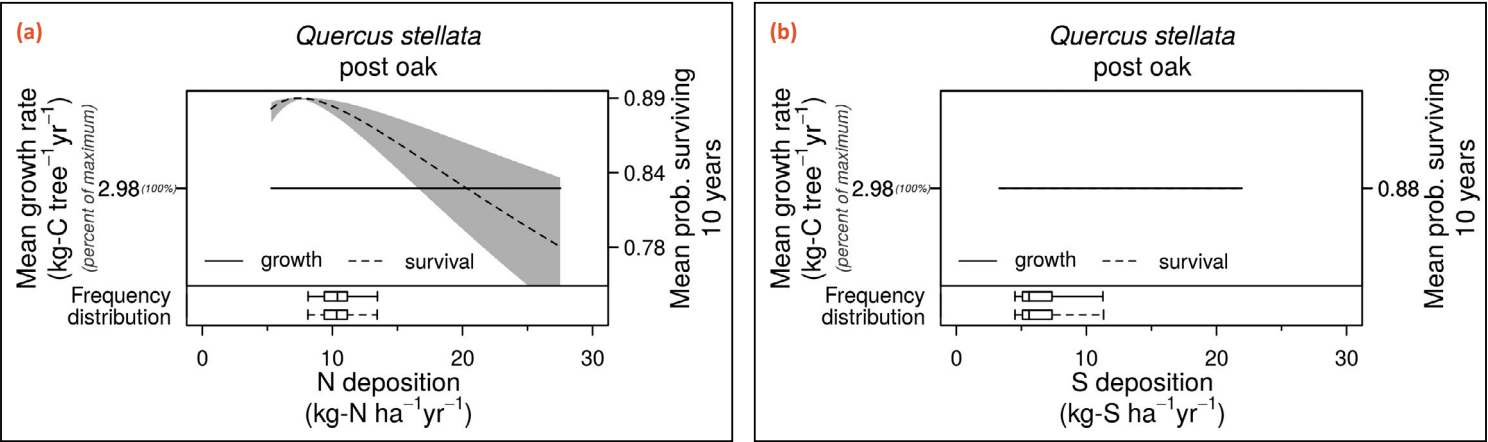 (a)
Quercus stellata
post oak
Mean growth rate
(kg-C tree−1yr−1)
(percent of maximum)
2.98 (100%)
0.89
0.84
0.78
Mean prob. surviving
10 years
growth
survival
Frequency
distribution
0 10 20 30
N deposition
(kg-N ha−1yr−1)
(b)
Quercus stellata
post oak
Mean growth rate
(kg-C tree−1yr−1)
(percent of maximum)
2.98 (100%)
0.88
Mean prob. surviving
10 years
growth
survival
Frequency
distribution
0 10 20 30
S deposition
(kg-S ha−1yr−1)